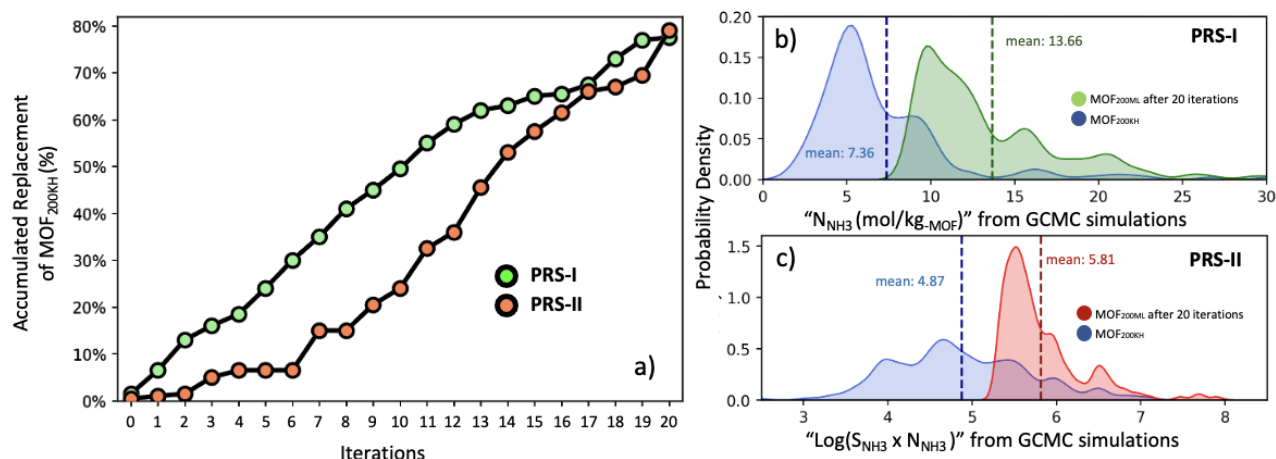 80%
70%
60%
50%
40%
30%
20%
10%
0%
Accumulated Replacement
of MOF200KH (%)
PRS-I
PRS-II
a)
0 1 2 3 4 5 6 7 8 9 10 11 12 13 14 15 16 17 18 19 20
Iterations
Probability Density
0.20
0.15
0.10
0.05
0.00
b)
PRS-I
mean: 13.66
MOF200ML after 20 iterations
MOF200KH
mean: 7.36
0 5 10 15 20 25 30
“NNH3 (mol/kg-MOF)” from GCMC simulations
1.5
1.0
0.5
0.0
c)
PRS-II
mean: 5.81
mean: 4.87
MOF200ML after 20 iterations
MOF200KH
3 4 5 6 7 8
“Log(SNH3 x NNH3)” from GCMC simulations